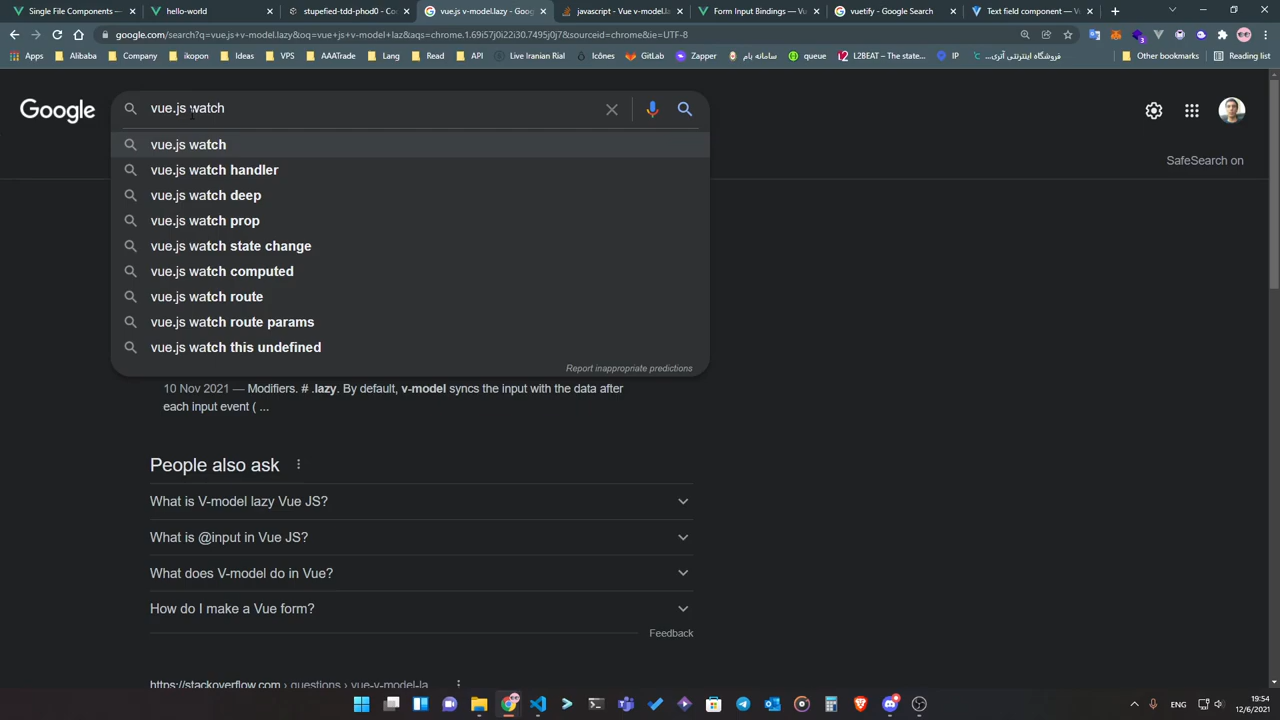 Single File Components —
hello-world
stupefied-tdd-phod0 - Co
vue.js v-model.lazy - Goog
javascript - Vue v-model.la
Form Input Bindings — Vu
vuetify - Google Search
Text field component — Vu
google.com/search?q=vue.js+v-model.lazy&oq=vue+js+v-model+laz&aqs=chrome.1.69i57j0i22i30.7495j0j7&sourceid=chrome&ie=UTF-8
Apps
Alibaba
Company
ikopon
Ideas
VPS
AAATrade
Lang
Read
API
Live Iranian Rial
Icônes
GitLab
Zapper
سامانه بام
queue
L2BEAT – The state...
IP
فروشگاه اینترنتی آتری...
Other bookmarks
Reading list
Google
vue.js watch
SafeSearch on
vue.js watch
vue.js watch handler
vue.js watch deep
vue.js watch prop
vue.js watch state change
vue.js watch computed
vue.js watch route
vue.js watch route params
vue.js watch this undefined
Report inappropriate predictions
10 Nov 2021 — Modifiers. # .lazy. By default, v-model syncs the input with the data after
each input event ( ...
People also ask
What is V-model lazy Vue JS?
What is @input in Vue JS?
What does V-model do in Vue?
How do I make a Vue form?
Feedback
https://stackoverflow.com › questions › vue-v-model-la
ENG
19:54
12/6/2021